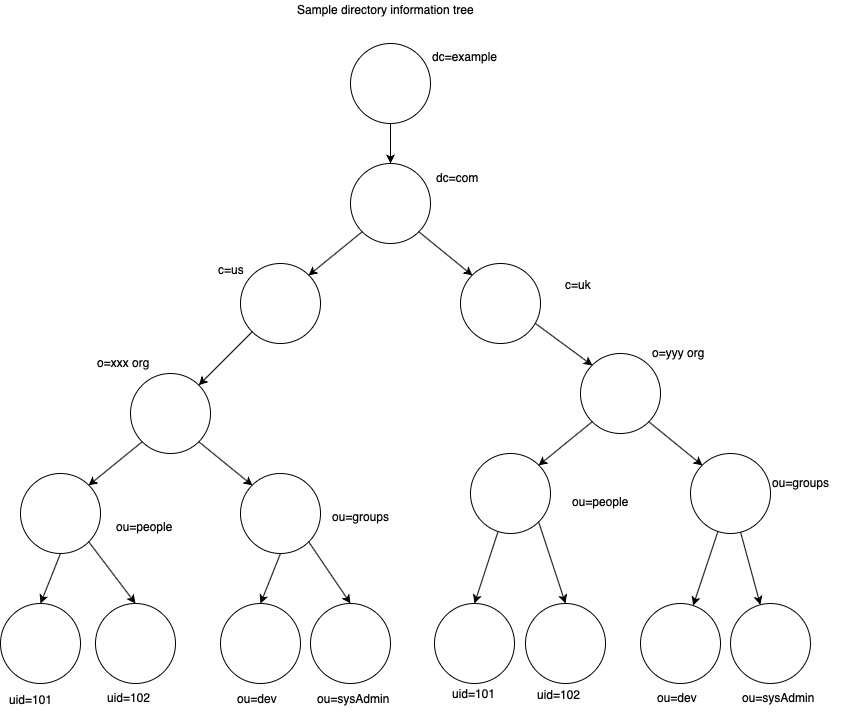 Sample directory information tree
dc=example
dc=com
c=us
c=uk
o=xxx org
o=yyy org
ou=people
ou=groups
ou=people
ou=groups
uid=101
uid=102
ou=dev
ou=sysAdmin
uid=101
uid=102
ou=dev
ou=sysAdmin